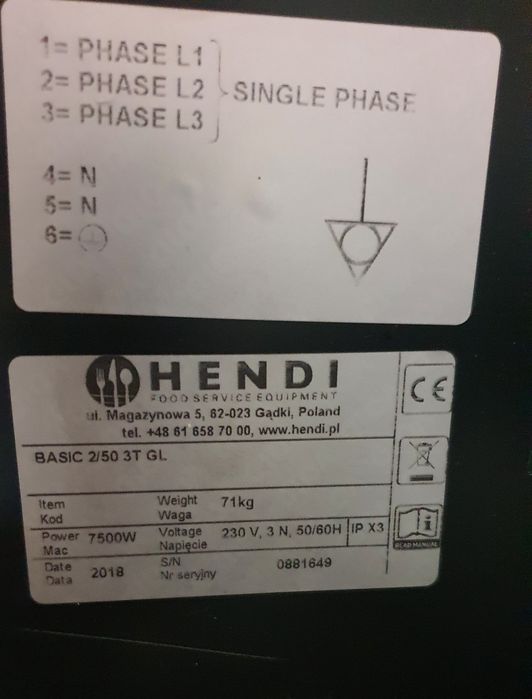 1= PHASE L1
2= PHASE L2
3= PHASE L3
SINGLE PHASE
4= N
5= N
6=
HENDI
FOOD SERVICE EQUIPMENT
ul. Magazynowa 5, 62-023 Gądki, Poland
tel. +48 61 658 70 00, www.hendi.pl
CE
BASIC 2/50 3T GL
Item
Kod
Weight
Waga
71kg
Power
Mac
7500W
Voltage
Napięcie
230 V, 3 N, 50/60H
IP X3
READ MANUAL
Date
Data
2018
S/N
Nr seryjny
0881649